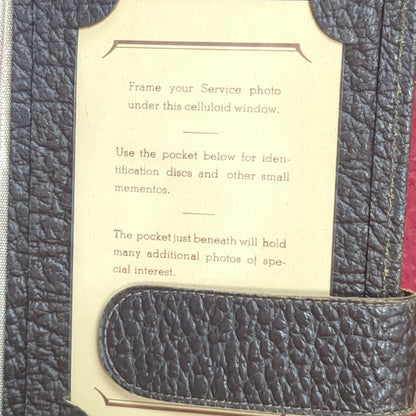 Frame your Service photo
under this celluloid window.
Use the pocket below for iden-
tification discs and other small
mementos.
The pocket just beneath will hold
many additional photos of spe-
cial interest.